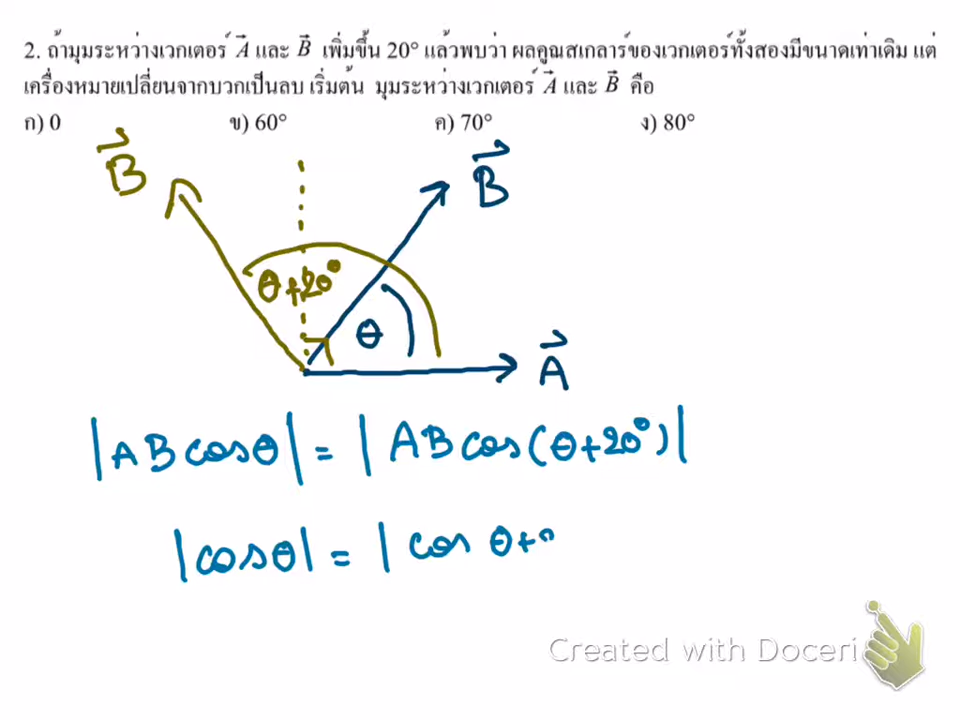 2. ถ้ามุมระหว่างเวกเตอร์ A⃗ และ B⃗ เพิ่มขึ้น 20° แล้วพบว่า ผลคูณสเกลาร์ของเวกเตอร์ทั้งสองมีขนาดเท่าเดิม แต่
เครื่องหมายเปลี่ยนจากบวกเป็นลบ เริ่มต้น มุมระหว่างเวกเตอร์ A⃗ และ B⃗ คือ
ก) 0 ข) 60° ค) 70° ง) 80°
B⃗ B⃗
θ+20°
θ
A⃗
|AB cosθ| = |AB cos(θ+20°)|
|cosθ| = |cos θ+
Created with Doceri